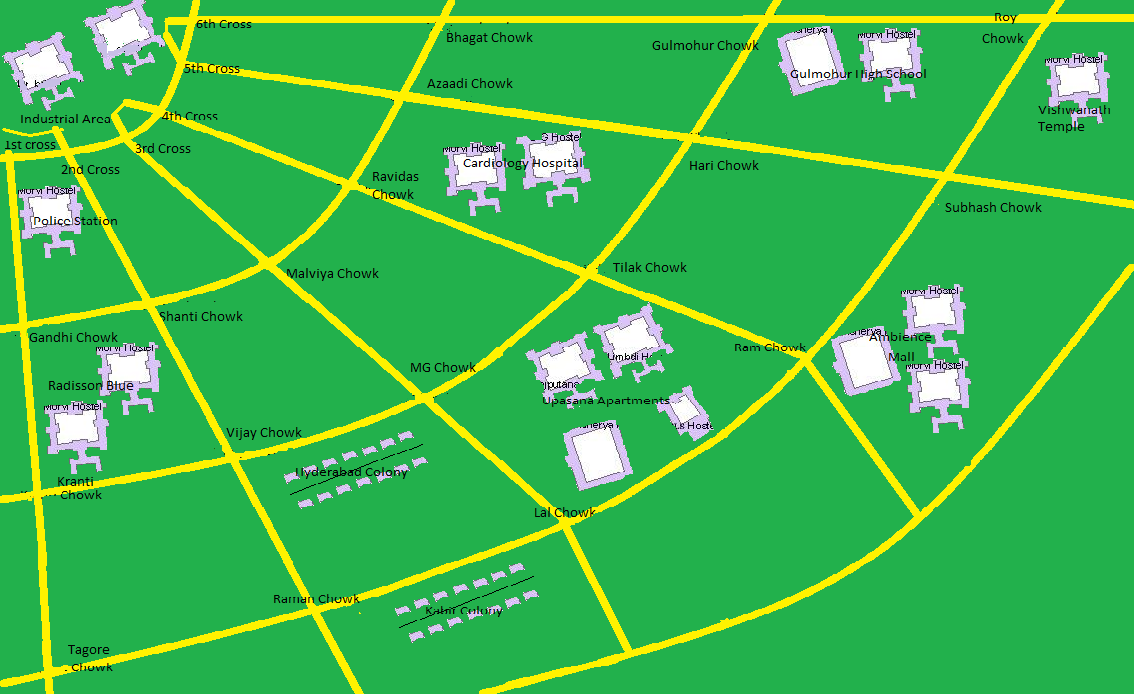 6th Cross
Bhagat Chowk
Gulmohur Chowk
Roy
Chowk
Gulmohur High School
5th Cross
Azaadi Chowk
Vishwanath
Temple
Industrial Area
4th Cross
1st cross
3rd Cross
2nd Cross
Cardiology Hospital
Hari Chowk
Ravidas
Chowk
Subhash Chowk
Police Station
Malviya Chowk
Tilak Chowk
Shanti Chowk
Gandhi Chowk
Ram Chowk
Ambience
Mall
MG Chowk
Radisson Blue
Upasana Apartments
Vijay Chowk
Hyderabad Colony
Kranti
Chowk
Lal Chowk
Raman Chowk
Kabir Colony
Tagore
Chowk